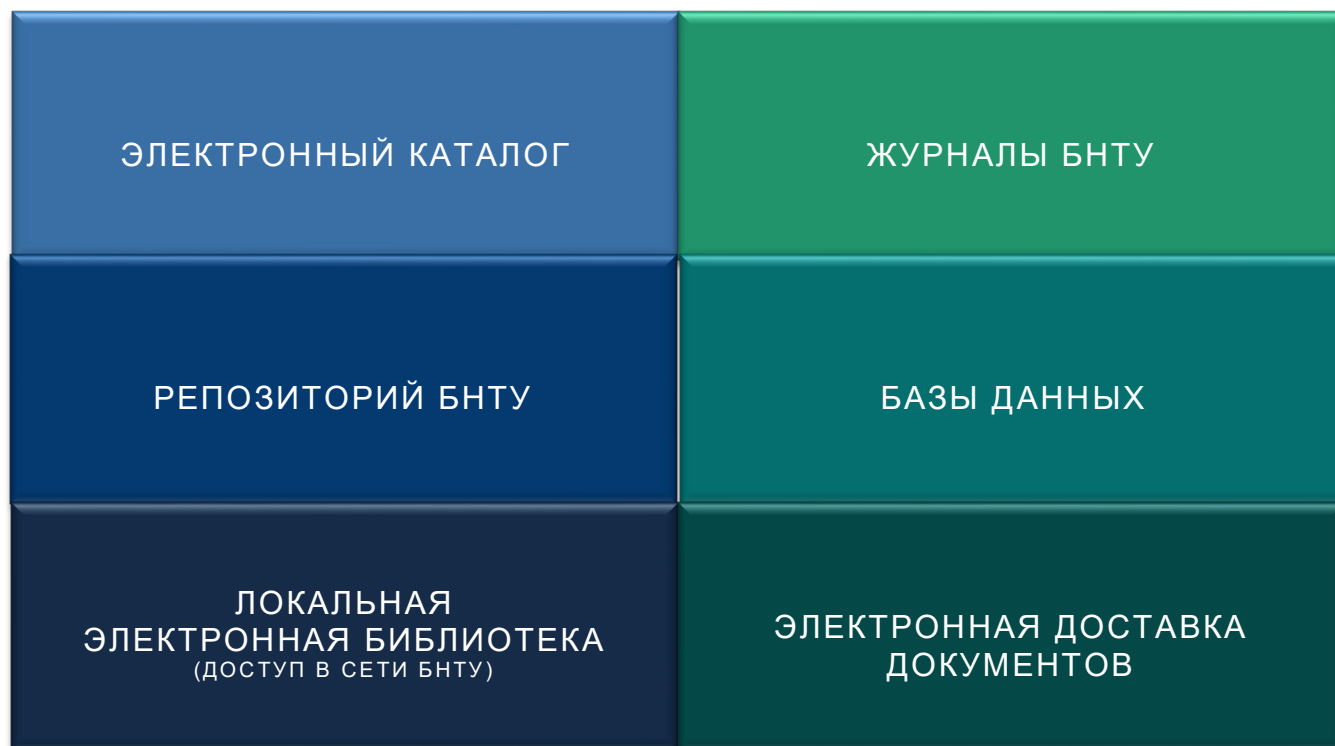 ЭЛЕКТРОННЫЙ КАТАЛОГ
ЖУРНАЛЫ БНТУ
РЕПОЗИТОРИЙ БНТУ
БАЗЫ ДАННЫХ
ЛОКАЛЬНАЯ
ЭЛЕКТРОННАЯ БИБЛИОТЕКА
(ДОСТУП В СЕТИ БНТУ)
ЭЛЕКТРОННАЯ ДОСТАВКА
ДОКУМЕНТОВ